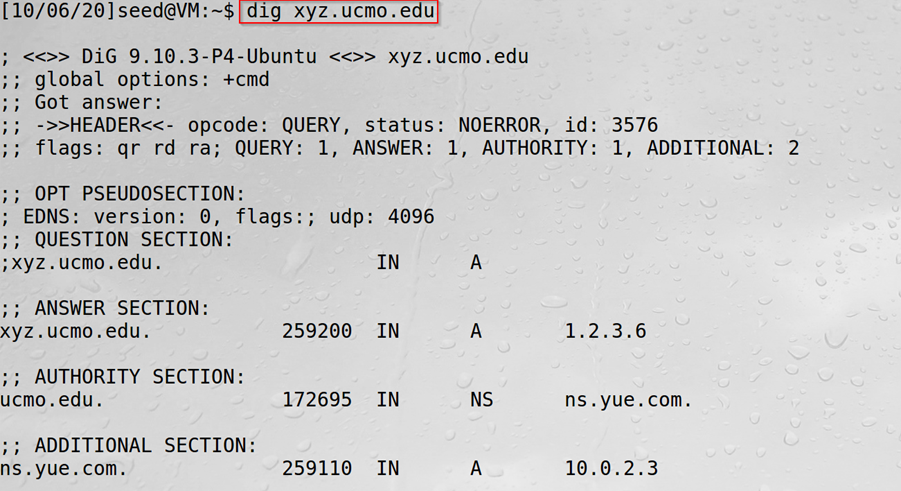 [10/06/20]seed@VM:~$ dig xyz.ucmo.edu
; <<>> DiG 9.10.3-P4-Ubuntu <<>> xyz.ucmo.edu
;; global options: +cmd
;; Got answer:
;; ->>HEADER<<- opcode: QUERY, status: NOERROR, id: 3576
;; flags: qr rd ra; QUERY: 1, ANSWER: 1, AUTHORITY: 1, ADDITIONAL: 2
;; OPT PSEUDOSECTION:
; EDNS: version: 0, flags:; udp: 4096
;; QUESTION SECTION:
;xyz.ucmo.edu. IN A
;; ANSWER SECTION:
xyz.ucmo.edu. 259200 IN A 1.2.3.6
;; AUTHORITY SECTION:
ucmo.edu. 172695 IN NS ns.yue.com.
;; ADDITIONAL SECTION:
ns.yue.com. 259110 IN A 10.0.2.3